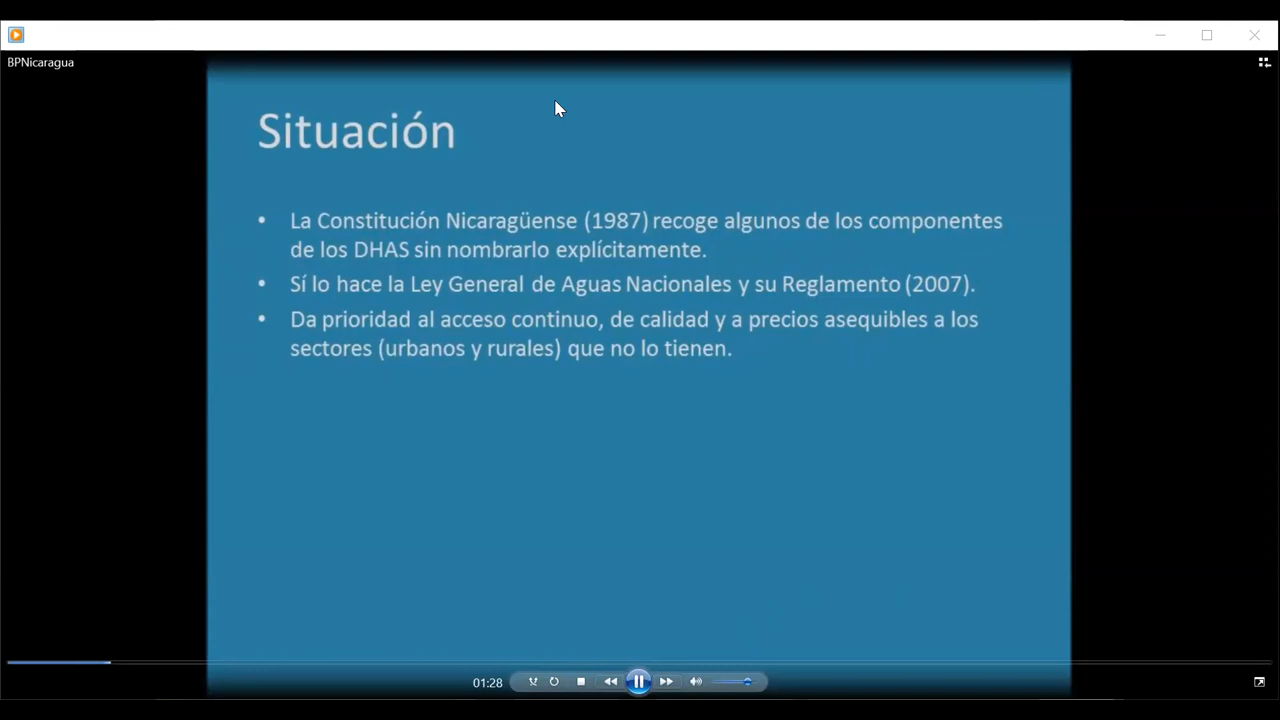 BPNicaragua
Situación
• La Constitución Nicaragüense (1987) recoge algunos de los componentes
de los DHAS sin nombrarlo explícitamente.
• Sí lo hace la Ley General de Aguas Nacionales y su Reglamento (2007).
• Da prioridad al acceso continuo, de calidad y a precios asequibles a los
sectores (urbanos y rurales) que no lo tienen.
01:28